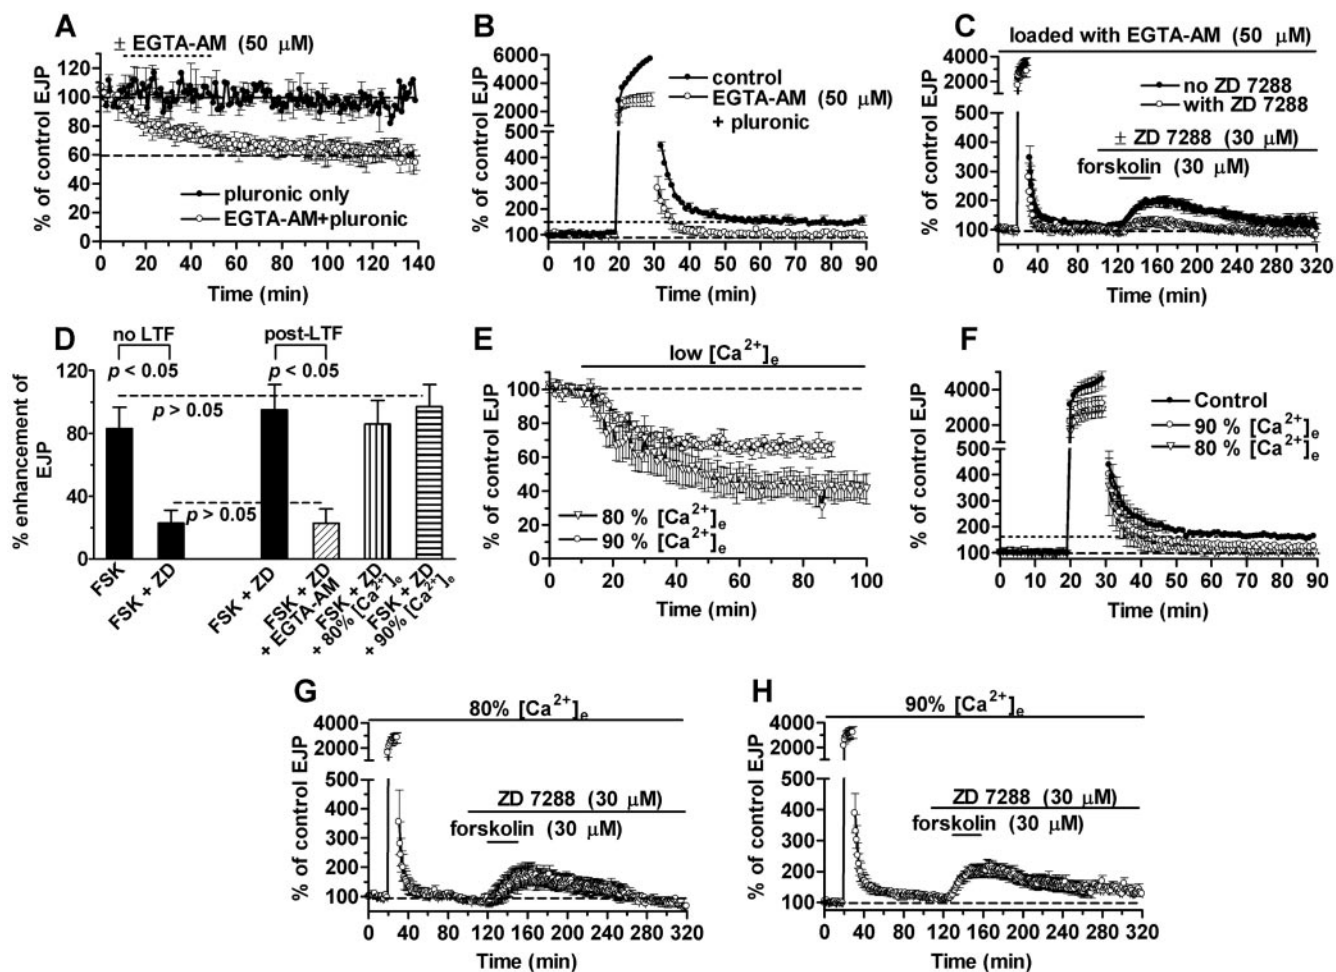 A
± EGTA-AM (50 µM)
% of control EJP
120
100
80
60
40
20
0
pluronic only
EGTA-AM+pluronic
0 20 40 60 80 100 120 140
Time (min)
B
% of control EJP
6000
4000
2000
500
400
300
200
100
control
EGTA-AM (50 µM)
+ pluronic
0 10 20 30 40 50 60 70 80 90
Time (min)
C
loaded with EGTA-AM (50 µM)
% of control EJP
4000
2000
500
400
300
200
100
no ZD 7288
with ZD 7288
± ZD 7288 (30 µM)
forskolin (30 µM)
0 40 80 120 160 200 240 280 320
Time (min)
D
no LTF
post-LTF
p < 0.05
p < 0.05
p > 0.05
p > 0.05
% enhancement of
EJP
120
80
40
0
FSK
FSK + ZD
FSK + ZD
FSK + ZD
+ EGTA-AM
FSK + ZD
+ 80% [Ca2+]e
FSK + ZD
+ 90% [Ca2+]e
E
low [Ca2+]e
% of control EJP
100
80
60
40
20
0
80 % [Ca2+]e
90 % [Ca2+]e
0 20 40 60 80 100
Time (min)
F
% of control EJP
4000
2000
500
400
300
200
100
Control
90 % [Ca2+]e
80 % [Ca2+]e
0 10 20 30 40 50 60 70 80 90
Time (min)
G
80% [Ca2+]e
% of control EJP
4000
2000
500
400
300
200
100
ZD 7288 (30 µM)
forskolin (30 µM)
0 40 80 120 160 200 240 280 320
Time (min)
H
90% [Ca2+]e
% of control EJP
4000
2000
500
400
300
200
100
ZD 7288 (30 µM)
forskolin (30 µM)
0 40 80 120 160 200 240 280 320
Time (min)